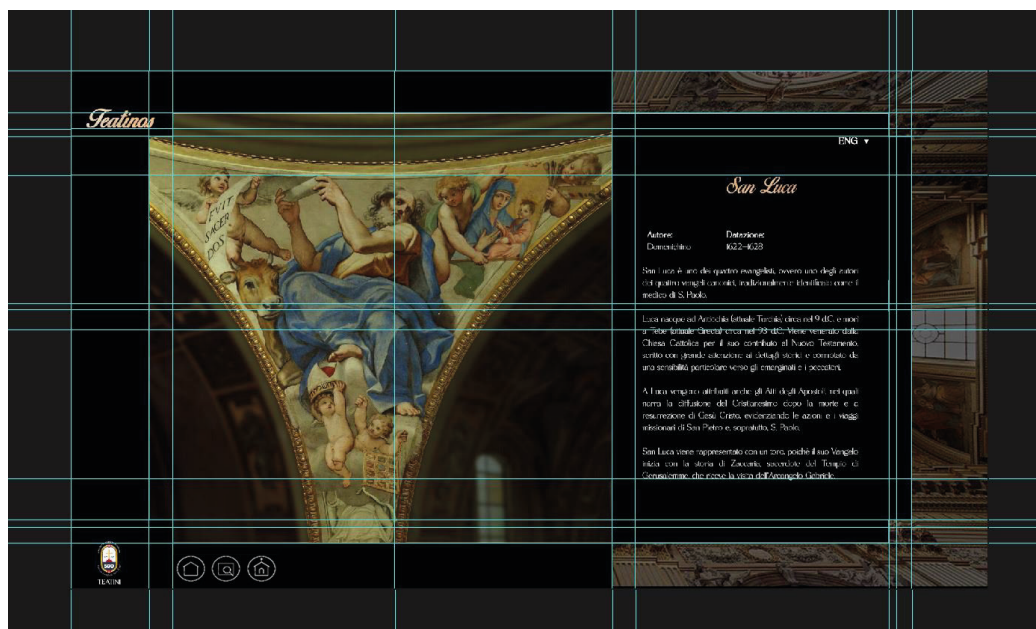 Teatinos
FVIT
SACER
DOS
ENG ▼
San Luca
Autore: Datazione:
Domenichino 1622-1628
San Luca è uno dei quattro evangelisti, ovvero uno degli autori
dei quattro vangeli canonici, tradizionalmente identificato come il
medico di S. Paolo.
Luca nacque ad Antiochia (attuale Turchia) circa nel 9 d.C. e morì
a Tebe (attuale Grecia) circa nel 93 d.C. Viene venerato dalla
Chiesa Cattolica per il suo contributo al Nuovo Testamento,
scritto con grande attenzione ai dettagli storici e connotato da
una sensibilità particolare verso gli emarginati e i peccatori.
A Luca vengono attribuiti anche gli Atti degli Apostoli, nei quali
narra la diffusione del Cristianesimo dopo la morte e a
resurrezione di Gesù Cristo, evidenziando le azioni e i viaggi
missionari di San Pietro e, sopratutto, S. Paolo.
San Luca viene rappresentato con un toro, poichè il suo Vangelo
inizia con la storia di Zaccaria, sacerdote del Tempio di
Gerusalemme, che riceve la visita dell'Arcangelo Gabriele.
TEATINI